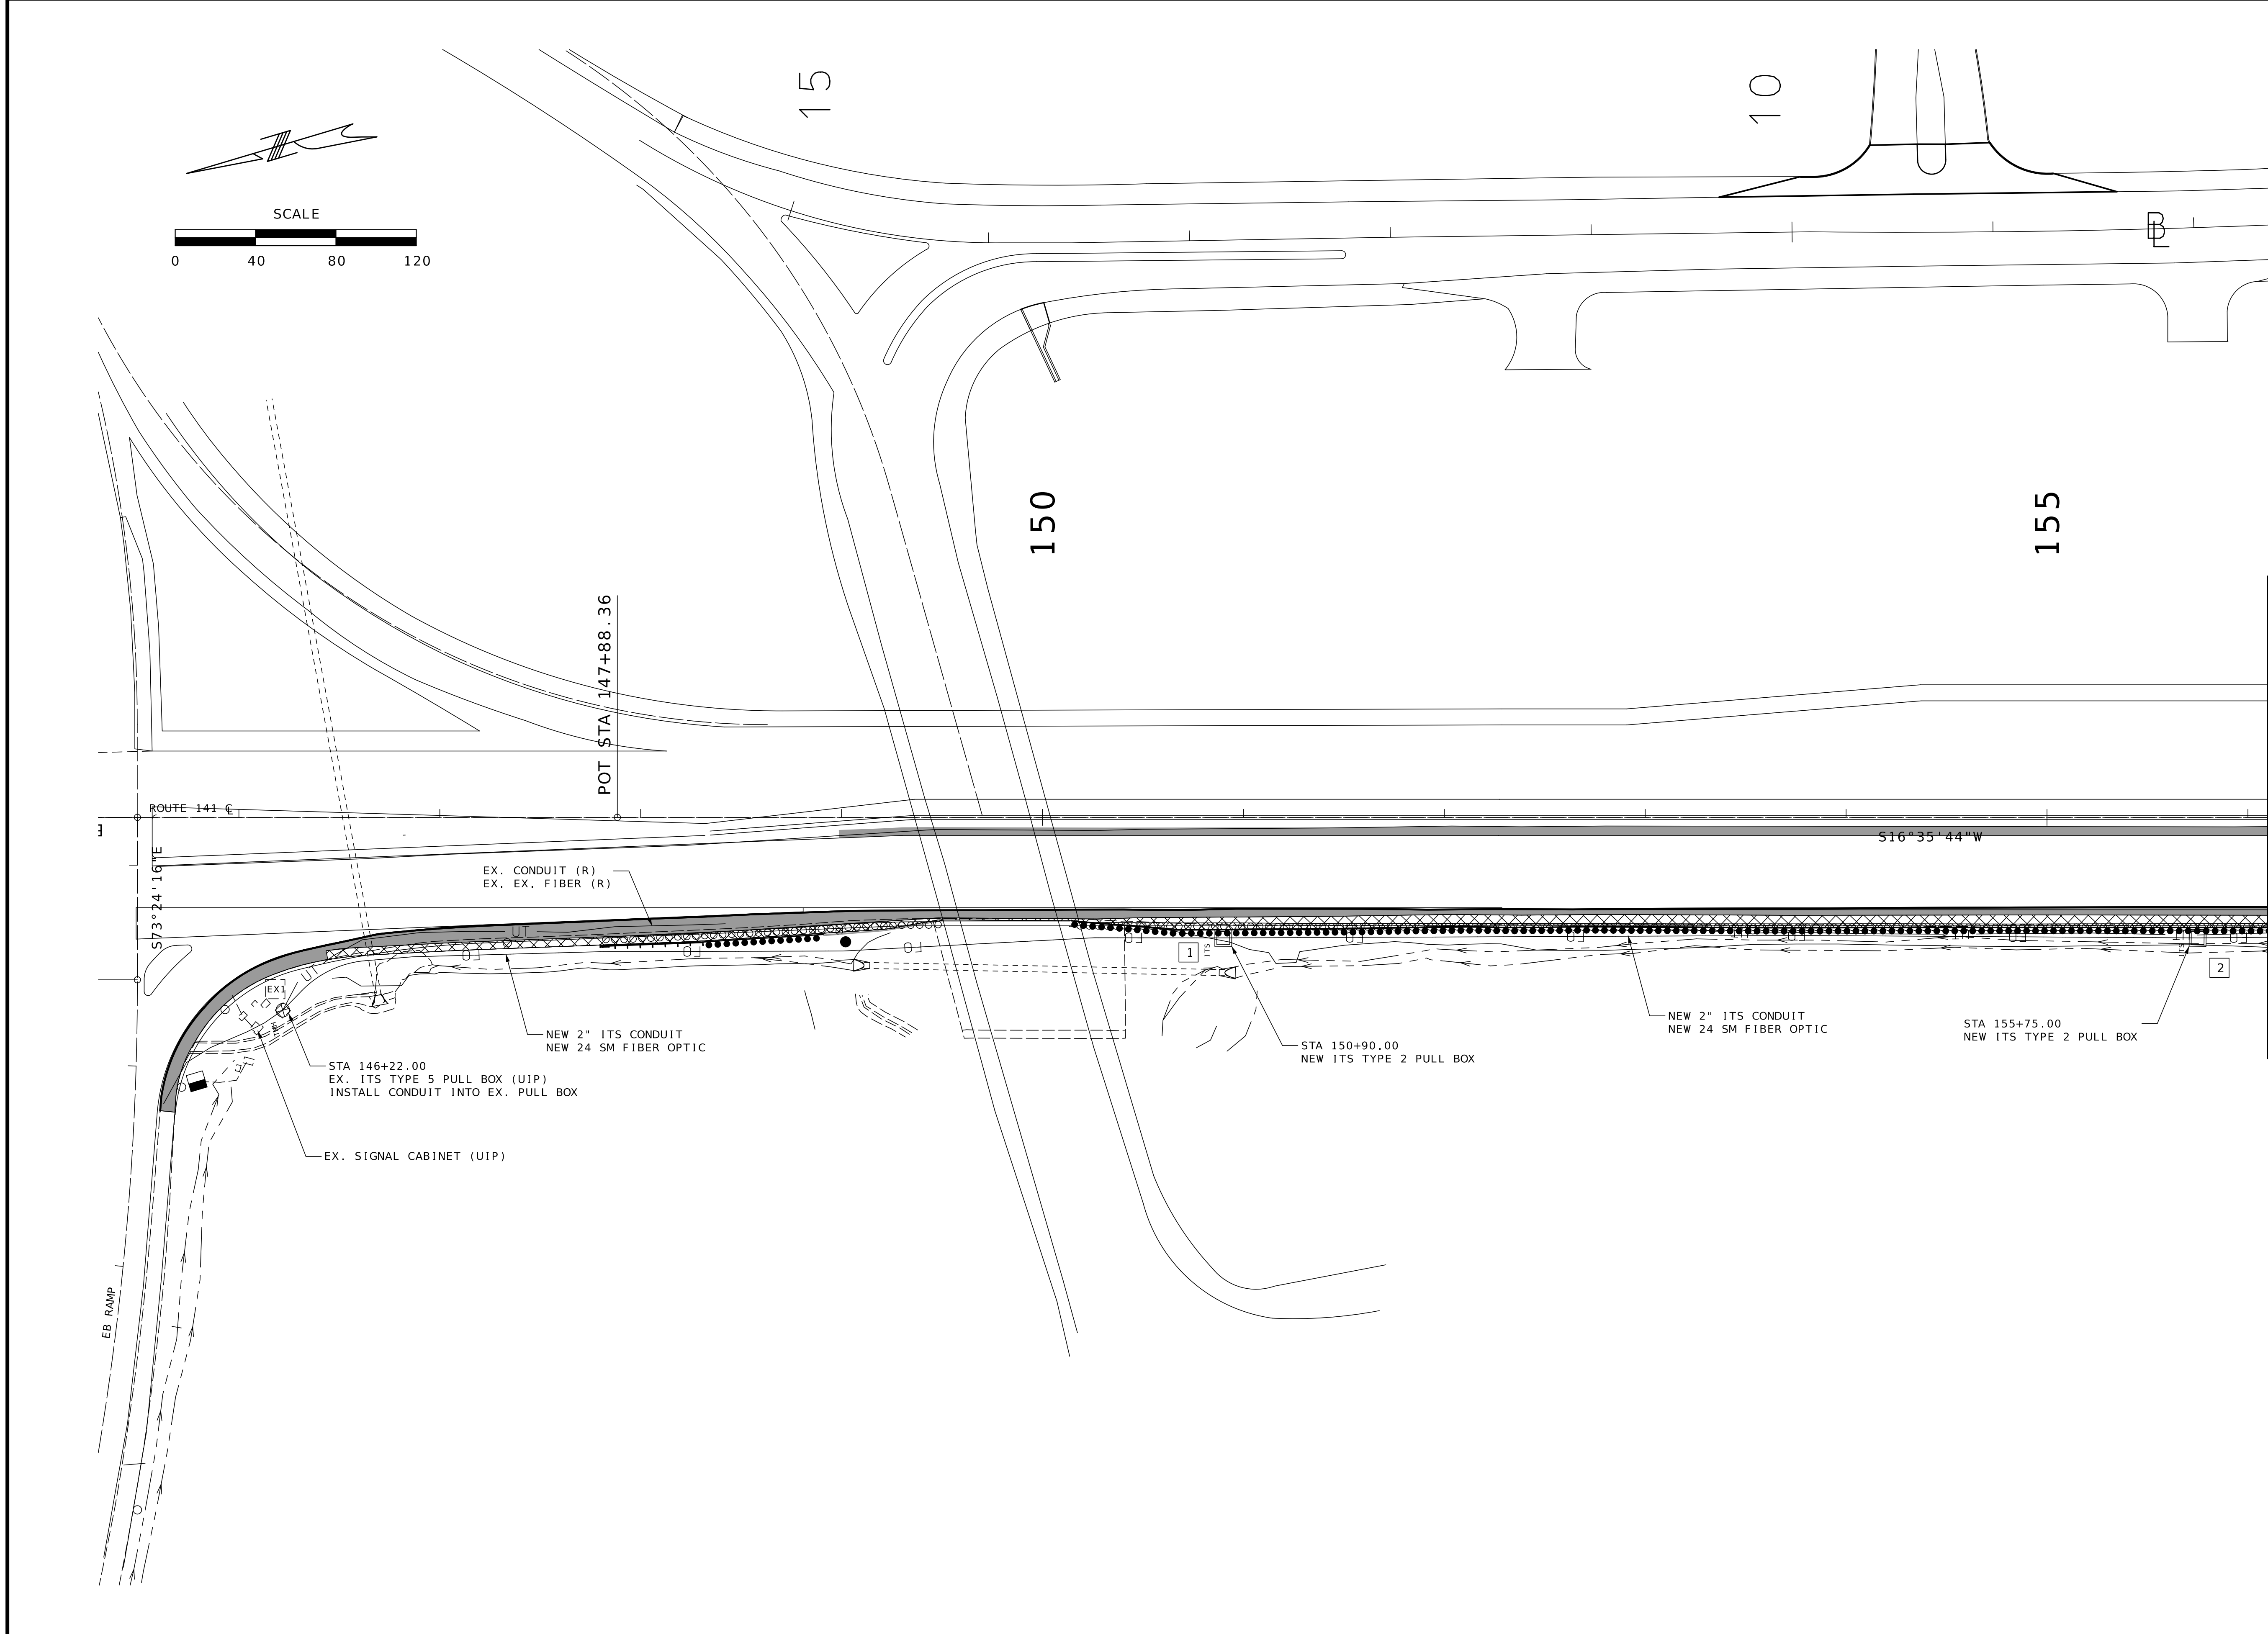 15
10
N
SCALE
0 40 80 120
BL
150
155
POT STA 147+88.36
ROUTE 141 ℄
S73°24'16"E
S16°35'44"W
EX. CONDUIT (R)
EX. EX. FIBER (R)
UT
UT
EX1
1
ITS
2
NEW 2" ITS CONDUIT
NEW 24 SM FIBER OPTIC
STA 146+22.00
EX. ITS TYPE 5 PULL BOX (UIP)
INSTALL CONDUIT INTO EX. PULL BOX
EX. SIGNAL CABINET (UIP)
STA 150+90.00
NEW ITS TYPE 2 PULL BOX
NEW 2" ITS CONDUIT
NEW 24 SM FIBER OPTIC
STA 155+75.00
NEW ITS TYPE 2 PULL BOX
EB RAMP